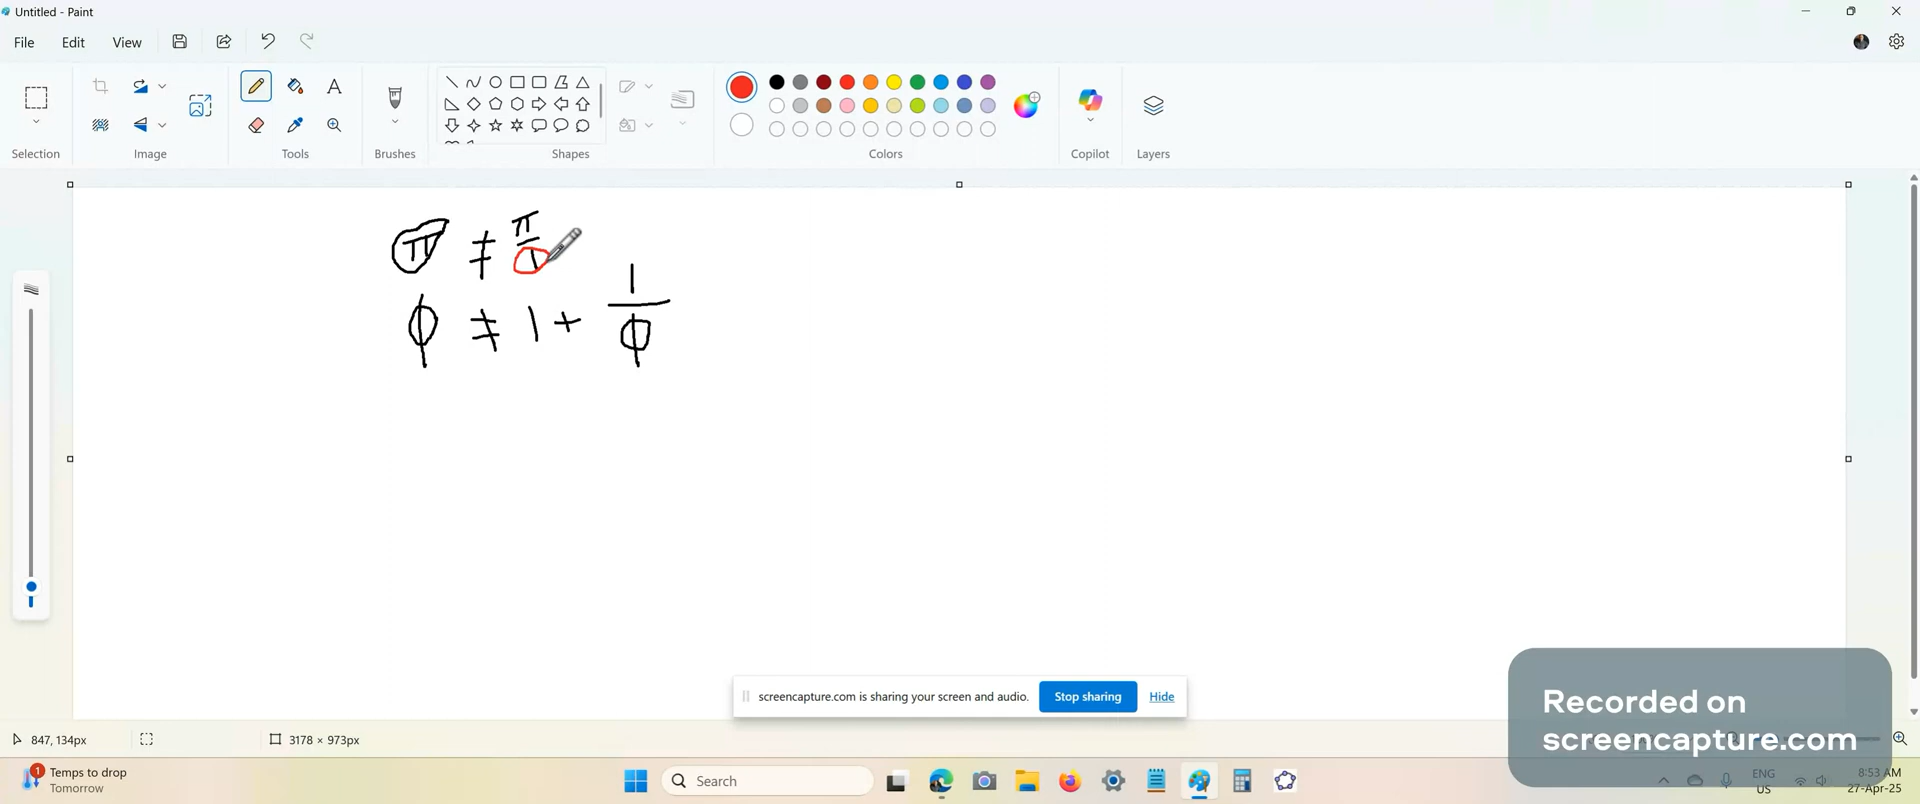 Untitled - Paint
File Edit View
Selection Image Tools Brushes Shapes Colors Copilot Layers
π ≠ π/1
φ ≠ 1 + 1/φ
screencapture.com is sharing your screen and audio. Stop sharing Hide
Recorded on
screencapture.com
847, 134px 3178 × 973px
1
Temps to drop
Tomorrow
Search
ENG
US
8:53 AM
27-Apr-25